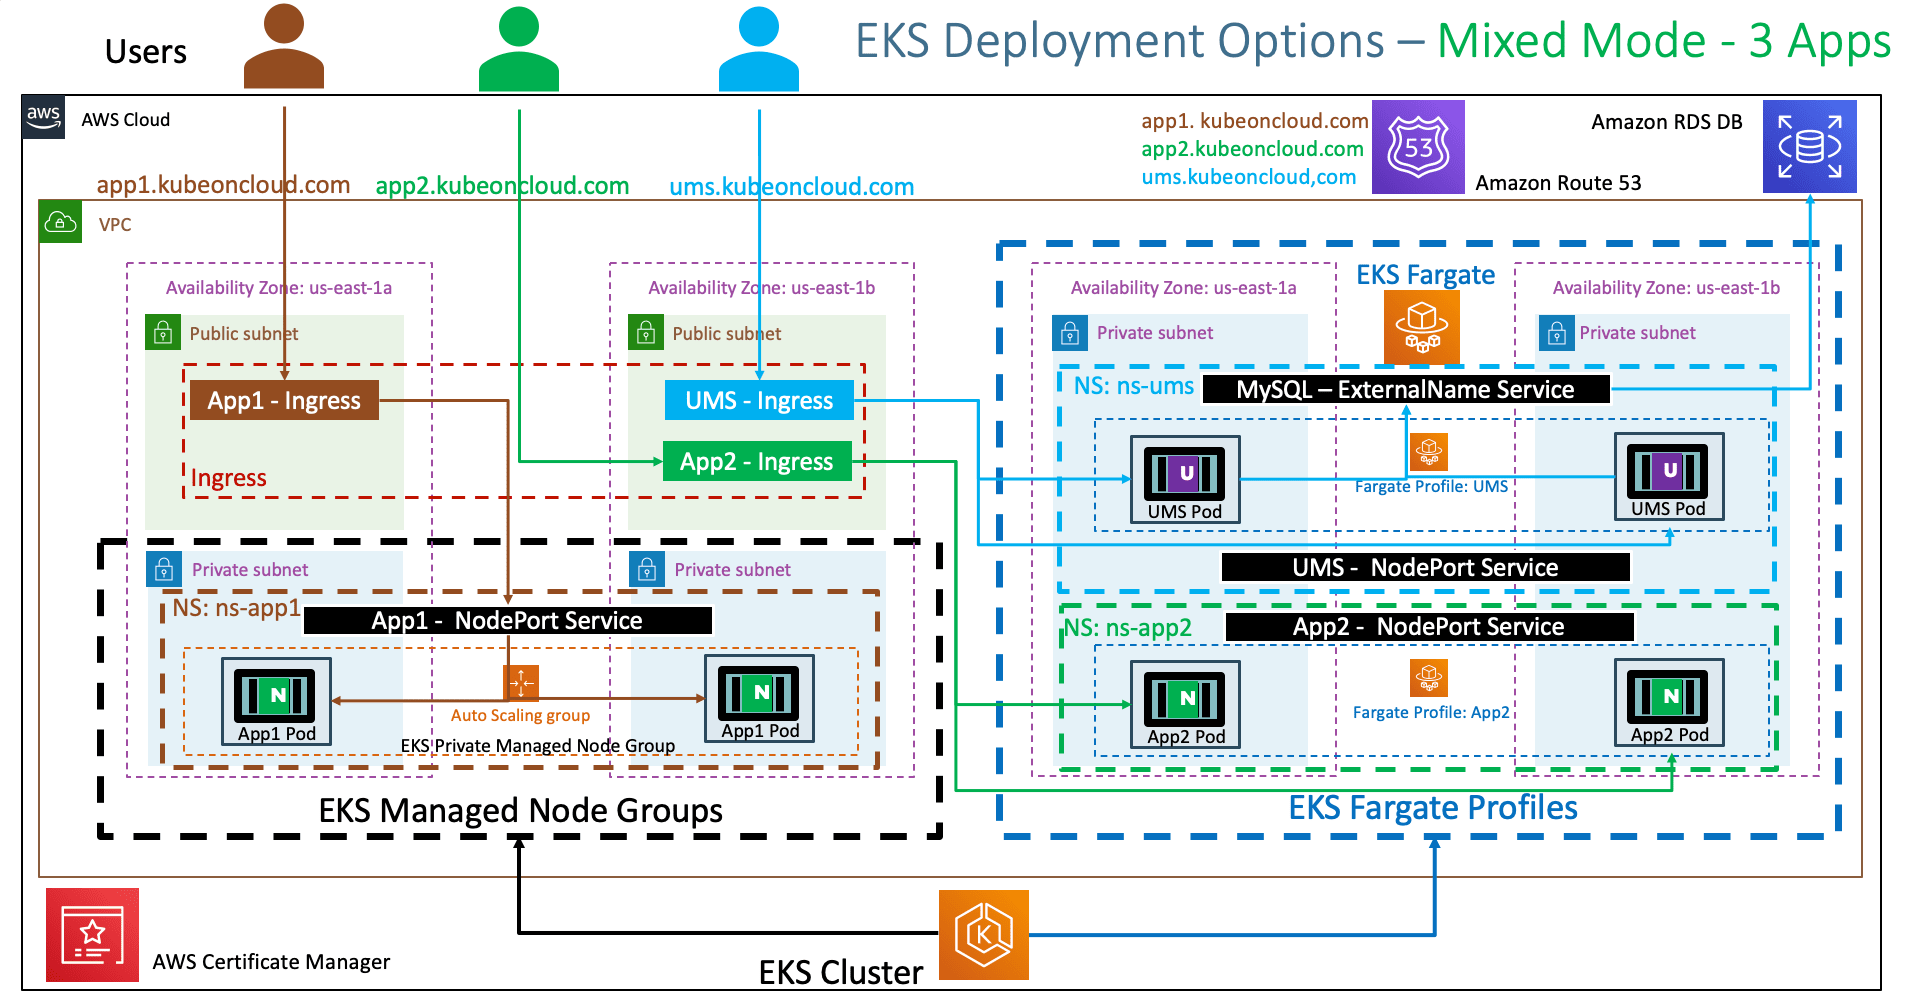 Users
EKS Deployment Options – Mixed Mode - 3 Apps
aws
AWS Cloud
app1. kubeoncloud.com
app2.kubeoncloud.com
ums.kubeoncloud,com
53
Amazon Route 53
Amazon RDS DB
app1.kubeoncloud.com
app2.kubeoncloud.com
ums.kubeoncloud.com
VPC
Availability Zone: us-east-1a
Public subnet
Availability Zone: us-east-1b
Public subnet
App1 - Ingress
UMS - Ingress
App2 - Ingress
Ingress
Private subnet
Private subnet
NS: ns-app1
App1 - NodePort Service
N
App1 Pod
N
App1 Pod
Auto Scaling group
EKS Private Managed Node Group
EKS Managed Node Groups
EKS Fargate
Availability Zone: us-east-1a
Private subnet
Availability Zone: us-east-1b
Private subnet
NS: ns-ums
MySQL – ExternalName Service
U
UMS Pod
Fargate Profile: UMS
U
UMS Pod
UMS - NodePort Service
NS: ns-app2
App2 - NodePort Service
N
App2 Pod
Fargate Profile: App2
N
App2 Pod
EKS Fargate Profiles
AWS Certificate Manager
EKS Cluster
K